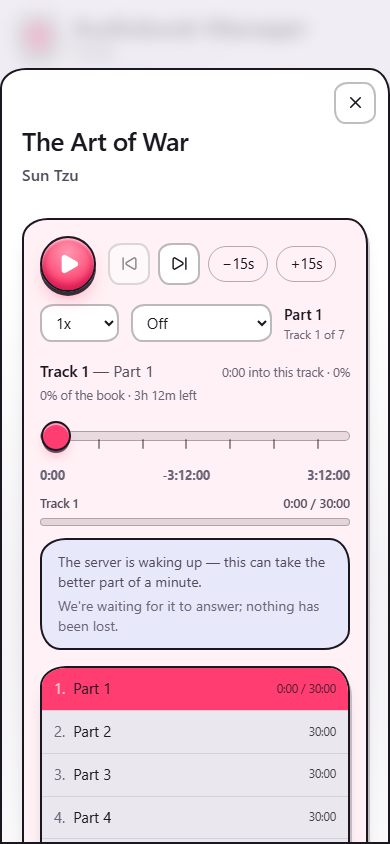 The Art of War
Sun Tzu
−15s
+15s
1x
Off
Part 1
Track 1 of 7
Track 1 — Part 1
0:00 into this track · 0%
0% of the book · 3h 12m left
0:00
-3:12:00
3:12:00
Track 1
0:00 / 30:00
The server is waking up — this can take the
better part of a minute.
We're waiting for it to answer; nothing has
been lost.
1. Part 1
0:00 / 30:00
2. Part 2
30:00
3. Part 3
30:00
4. Part 4
30:00